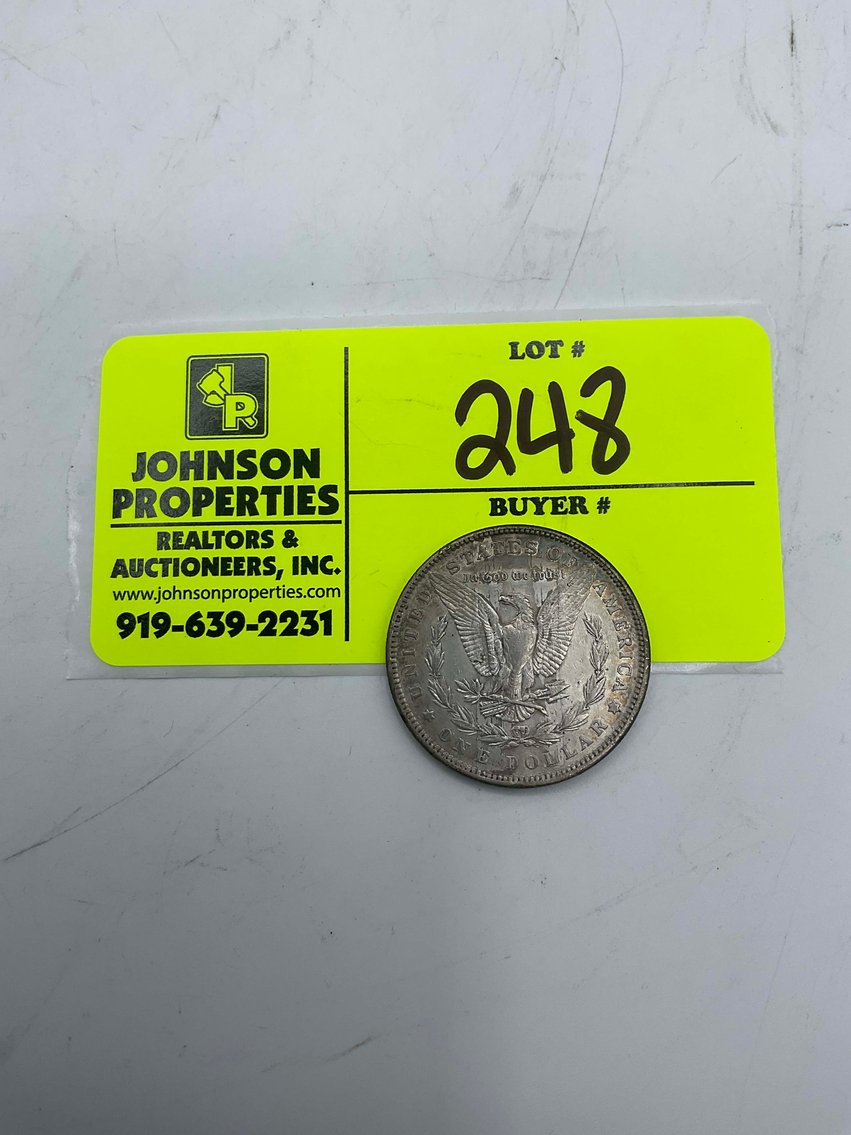 JR
JOHNSON
PROPERTIES
REALTORS &
AUCTIONEERS, INC.
www.johnsonproperties.com
919-639-2231
LOT #
248
BUYER #
UNITED STATES OF AMERICA
In God we trust
ONE DOLLAR